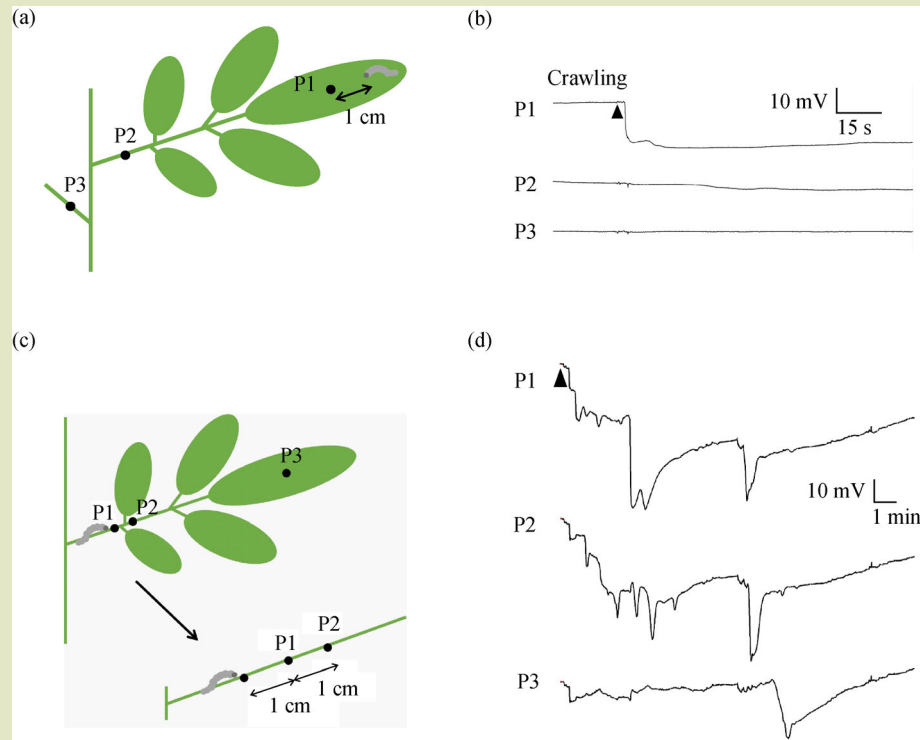 (a)
P1
1 cm
P2
P3
(b)
Crawling
P1
10 mV
15 s
P2
P3
(c)
P3
P1
P2
P1
P2
1 cm
1 cm
(d)
P1
10 mV
1 min
P2
P3